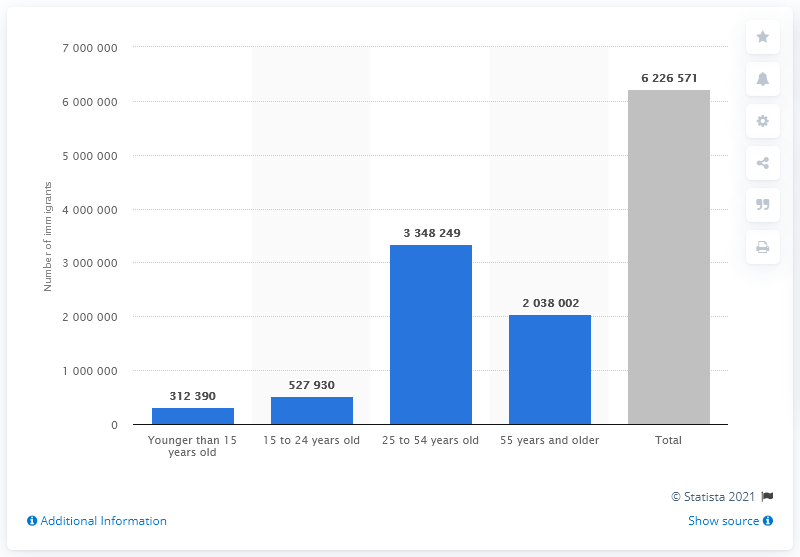 7 000 000
6 000 000
5 000 000
4 000 000
3 000 000
2 000 000
1 000 000
0
Number of immigrants
312 390
527 930
3 348 249
2 038 002
6 226 571
Younger than 15
years old
15 to 24 years old
25 to 54 years old
55 years and older
Total
© Statista 2021
Additional Information
Show source